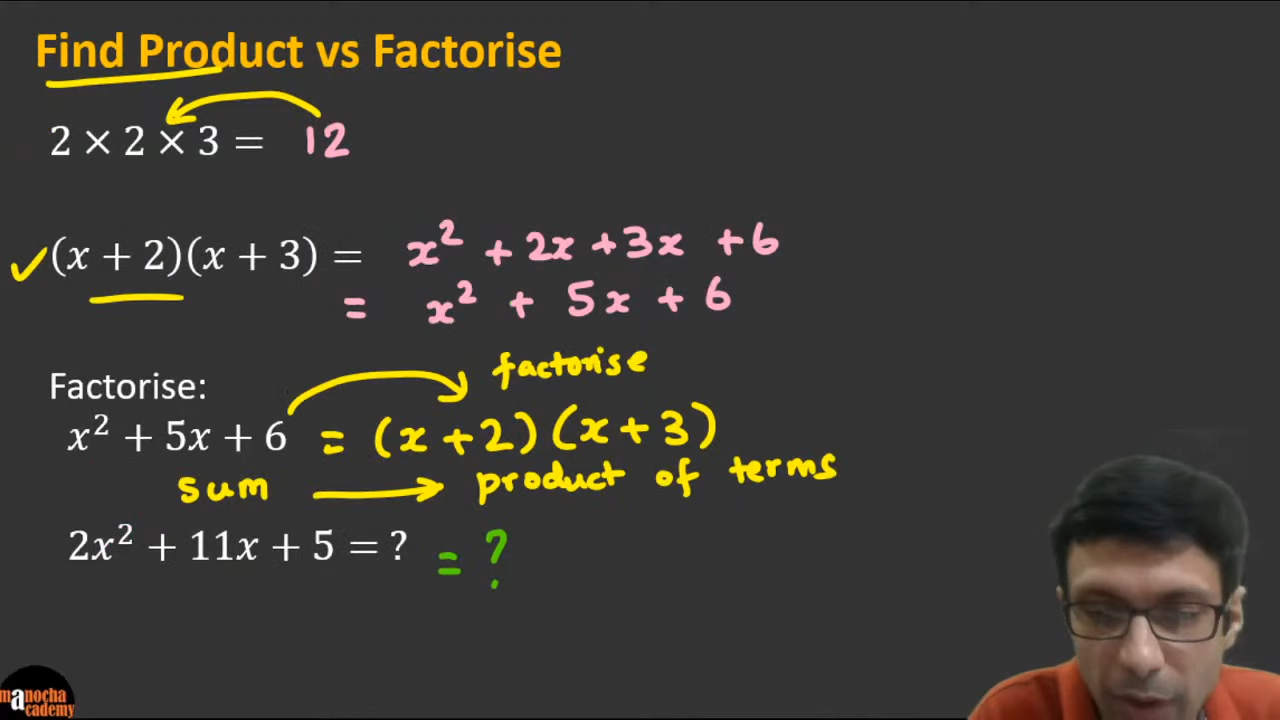 Find Product vs Factorise
2 × 2 × 3 = 12
(x + 2)(x + 3) = x² + 2x + 3x + 6
= x² + 5x + 6
factorise
Factorise:
x² + 5x + 6 = (x + 2) (x + 3)
sum → product of terms
2x² + 11x + 5 = ? = ?
manocha
academy